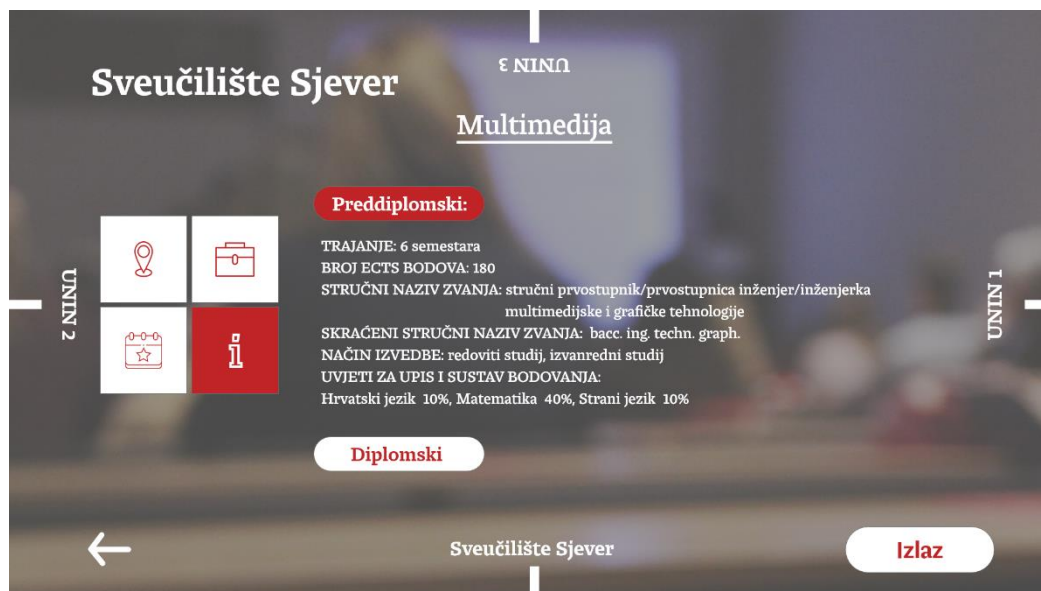 UNIN 3
Sveučilište Sjever
Multimedija
Preddiplomski:
TRAJANJE: 6 semestara
BROJ ECTS BODOVA: 180
STRUČNI NAZIV ZVANJA: stručni prvostupnik/prvostupnica inženjer/inženjerka
multimedijske i grafičke tehnologije
SKRAĆENI STRUČNI NAZIV ZVANJA: bacc. ing. techn. graph.
NAČIN IZVEDBE: redoviti studij, izvanredni studij
UVJETI ZA UPIS I SUSTAV BODOVANJA:
Hrvatski jezik 10%, Matematika 40%, Strani jezik 10%
UNIN 2
UNIN 1
Diplomski
Sveučilište Sjever
Izlaz